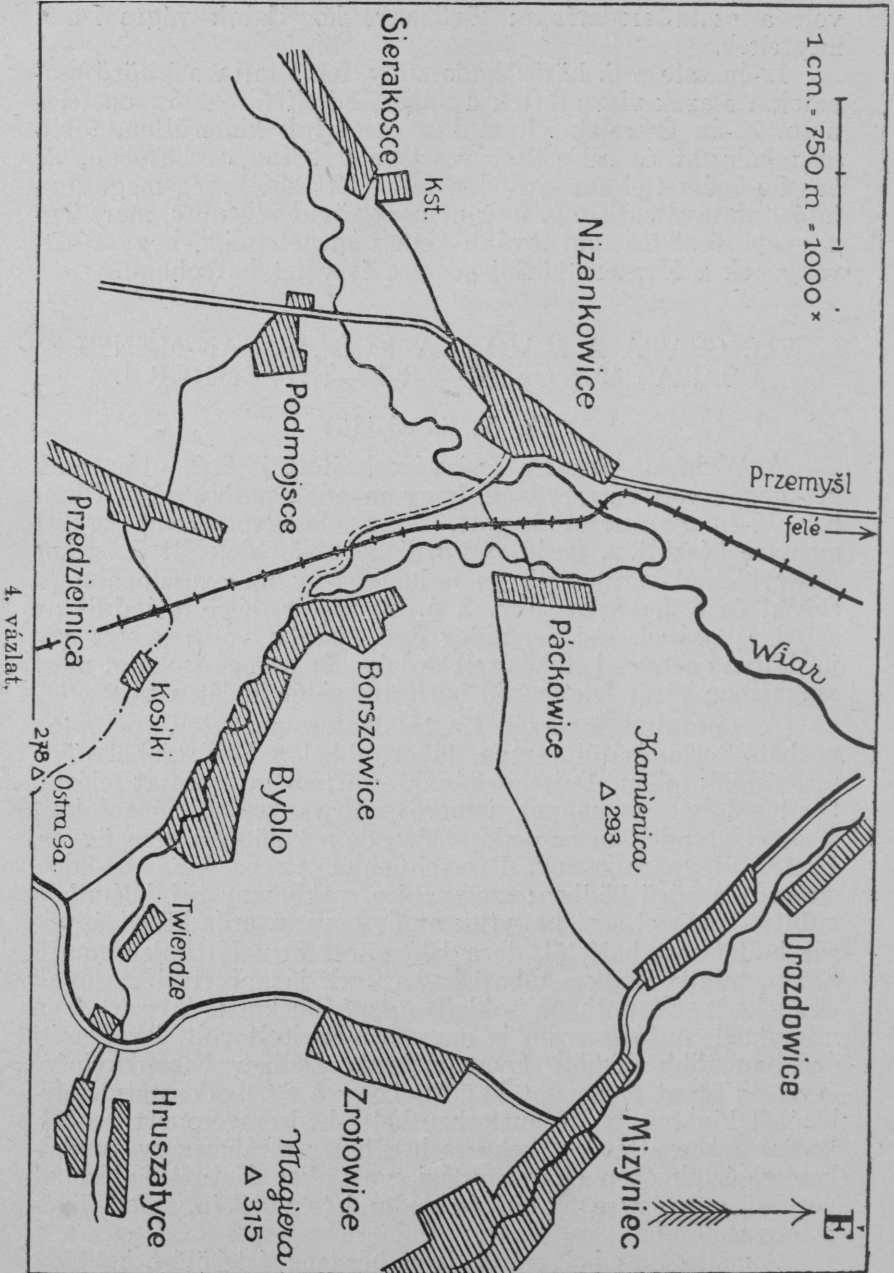 1 cm. = 750 m = 1000ˣ
Sierakosce
Kst.
Nizankowice
Przemyśl
felé
Podmojsce
Przedzielnica
Páckowice
Wiar
Borszowice
Kosiki
Byblo
278 Δ Ostra Ga.
Kamienica
Δ 293
Drozdowice
Twierdze
Hruszatyce
Zrotowice
Magiera
Δ 315
Mizyniec
É
4. vázlat.